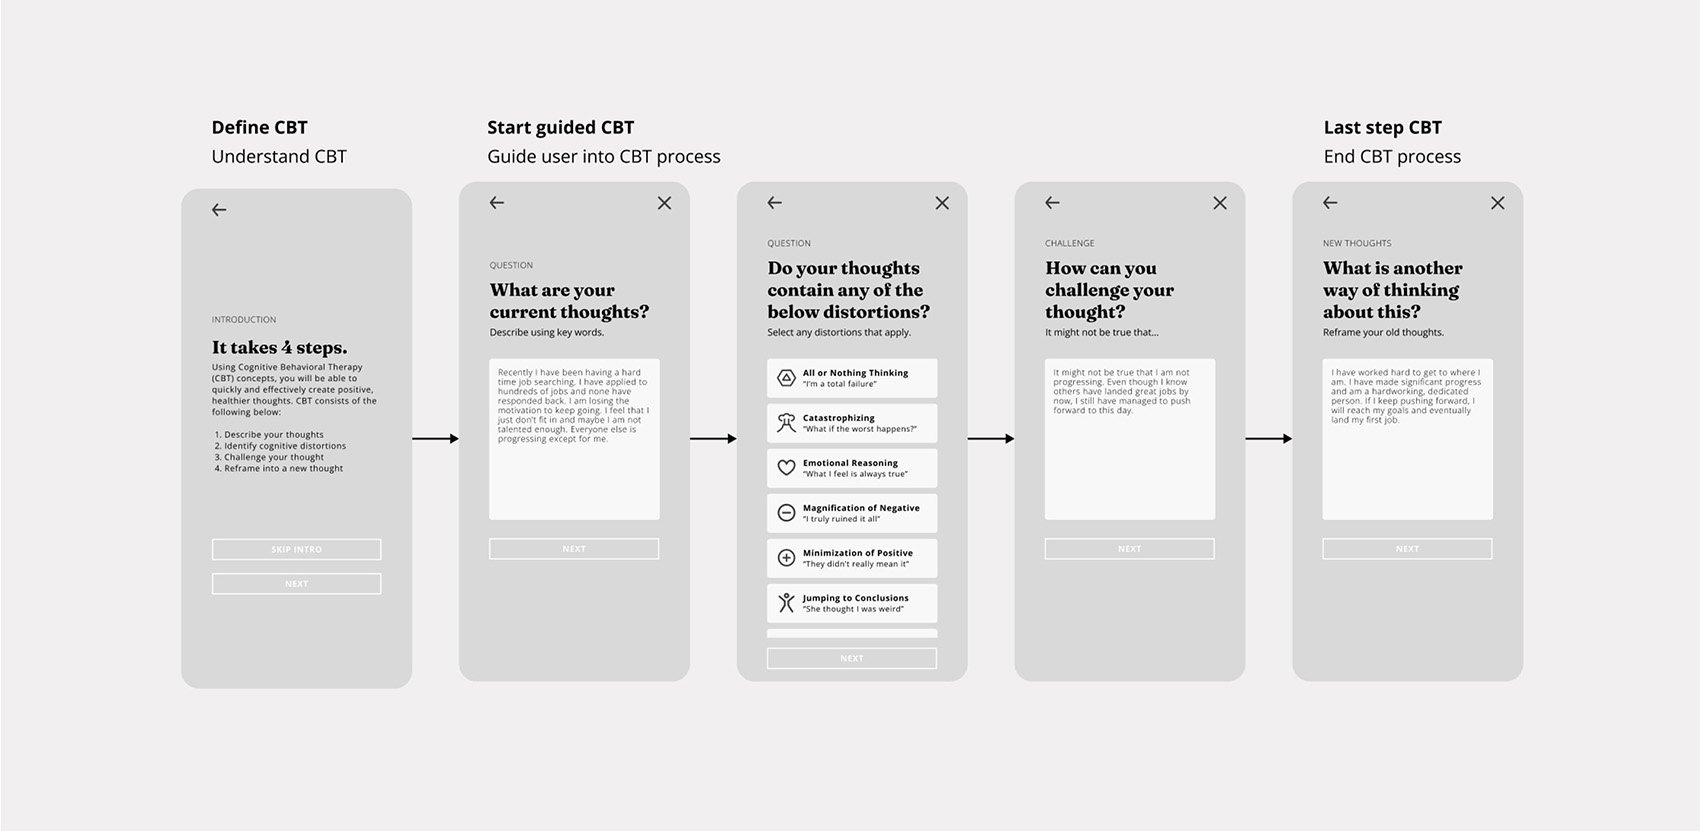 Define CBT
Understand CBT
Start guided CBT
Guide user into CBT process
Last step CBT
End CBT process
INTRODUCTION
It takes 4 steps.
Using Cognitive Behavioral Therapy
(CBT) concepts, you will be able to
quickly and effectively create positive,
healthier thoughts. CBT consists of the
following below:
1. Describe your thoughts
2. Identify cognitive distortions
3. Challenge your thought
4. Reframe into a new thought
SKIP INTRO
NEXT
QUESTION
What are your
current thoughts?
Describe using key words.
Recently I have been having a hard
time job searching. I have applied to
hundreds of jobs and none have
responded back. I am losing the
motivation to keep going. I feel that I
just don't fit in and maybe I am not
talented enough. Everyone else is
progressing except for me.
NEXT
QUESTION
Do your thoughts
contain any of the
below distortions?
Select any distortions that apply.
All or Nothing Thinking
“I'm a total failure”
Catastrophizing
“What if the worst happens?”
Emotional Reasoning
“What I feel is always true”
Magnification of Negative
“I truly ruined it all”
Minimization of Positive
“They didn't really mean it”
Jumping to Conclusions
“She thought I was weird”
NEXT
CHALLENGE
How can you
challenge your
thought?
It might not be true that...
It might not be true that I am not
progressing. Even though I know
others have landed great jobs by
now, I still have managed to push
forward to this day.
NEXT
NEW THOUGHTS
What is another
way of thinking
about this?
Reframe your old thoughts.
I have worked hard to get to where I
am. I have made significant progress
and am a hardworking, dedicated
person. If I keep pushing forward, I
will reach my goals and eventually
land my first job.
NEXT